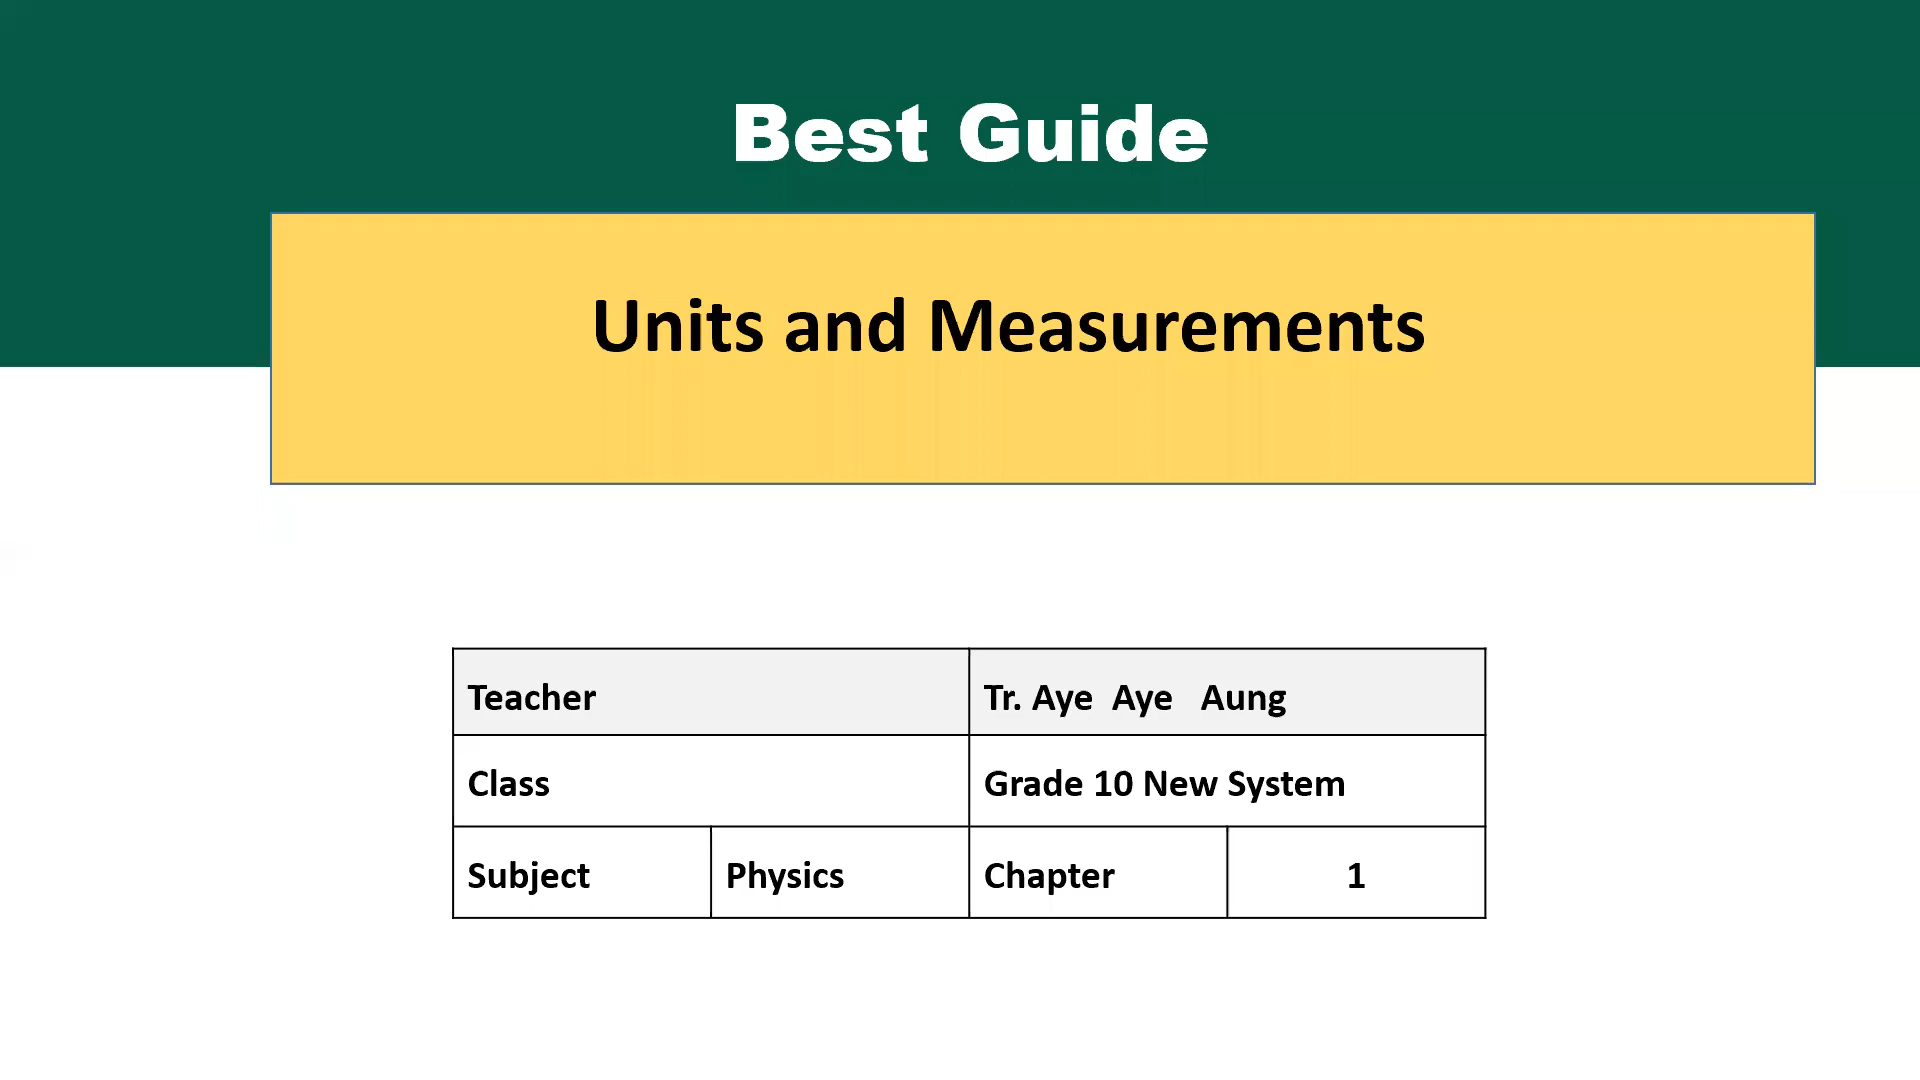 Best Guide
Units and Measurements
Teacher Tr. Aye Aye Aung
Class Grade 10 New System
Subject Physics Chapter 1